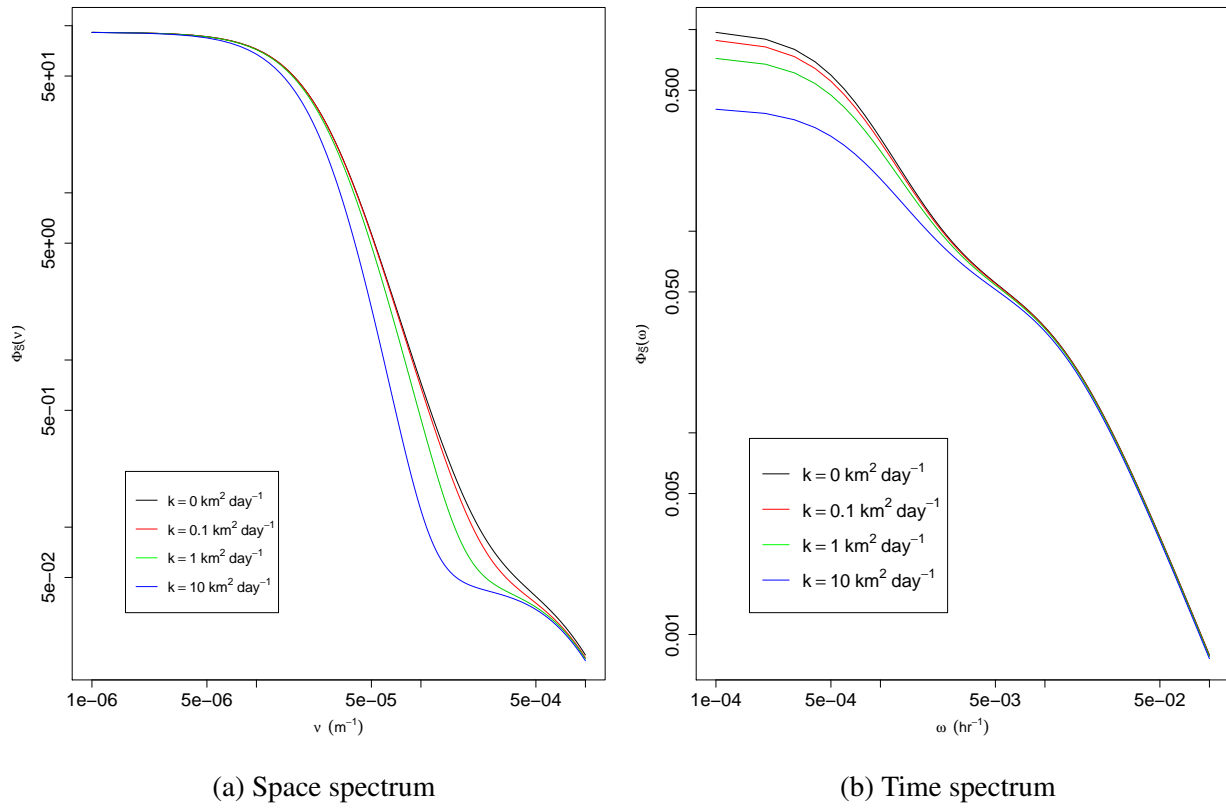 5e+01
5e+00
5e−01
5e−02
Φ_S̃(ν)
k = 0 km² day⁻¹
k = 0.1 km² day⁻¹
k = 1 km² day⁻¹
k = 10 km² day⁻¹
1e−06 5e−06 5e−05 5e−04
ν (m⁻¹)
(a) Space spectrum
0.500
0.050
0.005
0.001
Φ_S̃(ω)
k = 0 km² day⁻¹
k = 0.1 km² day⁻¹
k = 1 km² day⁻¹
k = 10 km² day⁻¹
1e−04 5e−04 5e−03 5e−02
ω (hr⁻¹)
(b) Time spectrum